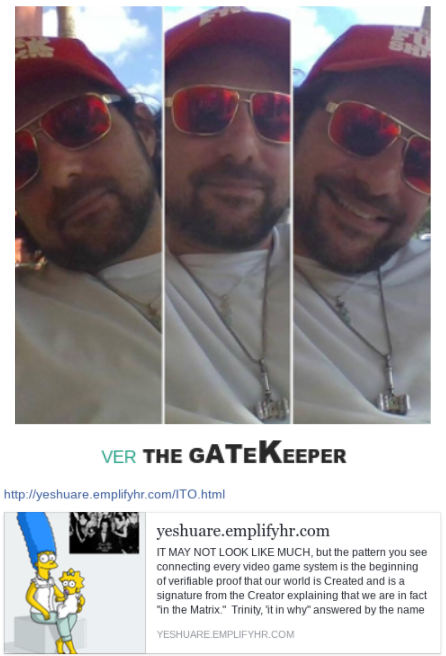 VER THE GATEKEEPER
http://yeshuare.emplifyhr.com/ITO.html
yeshuare.emplifyhr.com
IT MAY NOT LOOK LIKE MUCH, but the pattern you see
connecting every video game system is the beginning
of verifiable proof that our world is Created and is a
signature from the Creator explaining that we are in fact
"in the Matrix." Trinity, 'it in why" answered by the name
YESHUARE.EMPLIFYHR.COM